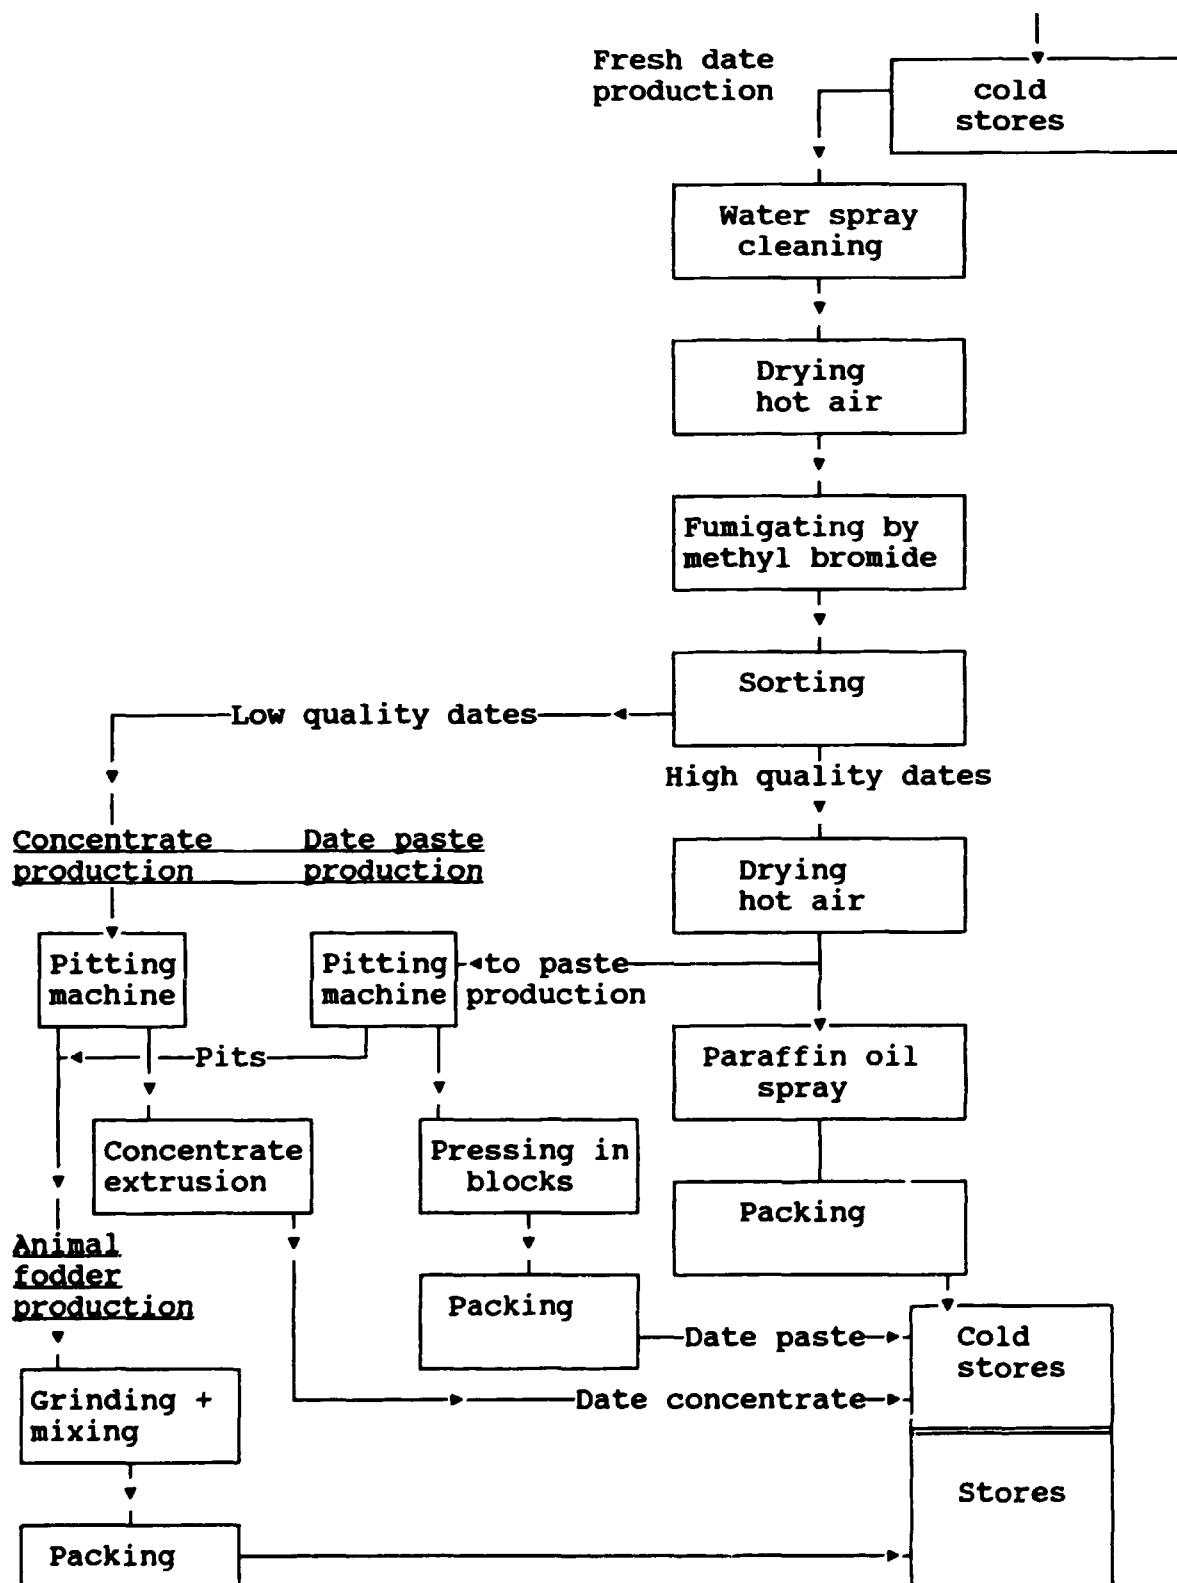 Fresh date
production
cold
stores
Water spray
cleaning
Drying
hot air
Fumigating by
methyl bromide
Sorting
Low quality dates
High quality dates
Concentrate
production
Date paste
production
Drying
hot air
Pitting
machine
Pitting
machine
to paste
production
Pits
Paraffin oil
spray
Concentrate
extrusion
Pressing in
blocks
Packing
Animal
fodder
production
Packing
Date paste
Cold
stores
Date concentrate
Grinding +
mixing
Stores
Packing